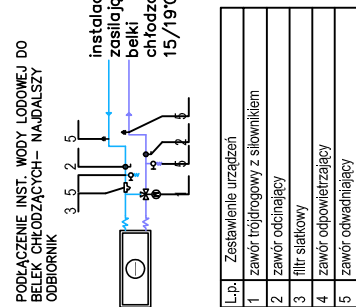 PODŁĄCZENIE INST. WODY LODOWEJ DO
BELEK CHŁODZĄCYCH- NAJDALSZY
ODBIORNIK
3 5 2 5
instalac
zasilając
belki
chłodzą
15/19°C
1 5 2 5
L.p. Zestawienie urządzeń
1 zawór trójdrogowy z siłownikiem
2 zawór odcinający
3 filtr siatkowy
4 zawór odpowietrzający
5 zawór odwadniający